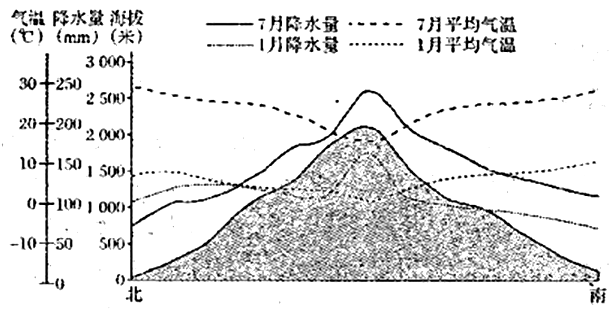 气温 降水量 海拔
(℃) (mm) (米)
7月降水量 7月平均气温
1月降水量 1月平均气温
3 000
30 250 2 500
20 200 2 000
10 150 1 500
0 100 1 000
-10 50 500
0 0
北 南